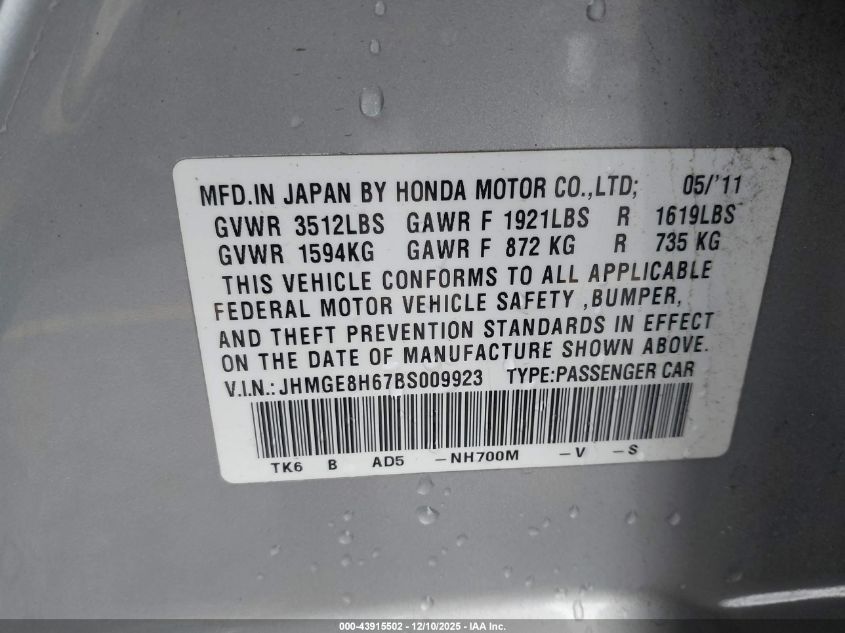 MFD.IN JAPAN BY HONDA MOTOR CO.,LTD; 05/'11
GVWR 3512LBS GAWR F 1921LBS R 1619LBS
GVWR 1594KG GAWR F 872 KG R 735 KG
THIS VEHICLE CONFORMS TO ALL APPLICABLE
FEDERAL MOTOR VEHICLE SAFETY ,BUMPER,
AND THEFT PREVENTION STANDARDS IN EFFECT
ON THE DATE OF MANUFACTURE SHOWN ABOVE.
V.I.N.: JHMGE8H67BS009923 TYPE:PASSENGER CAR
TK6 B AD5 -NH700M -V -S
000-43915502 - 12/10/2025 - IAA Inc.